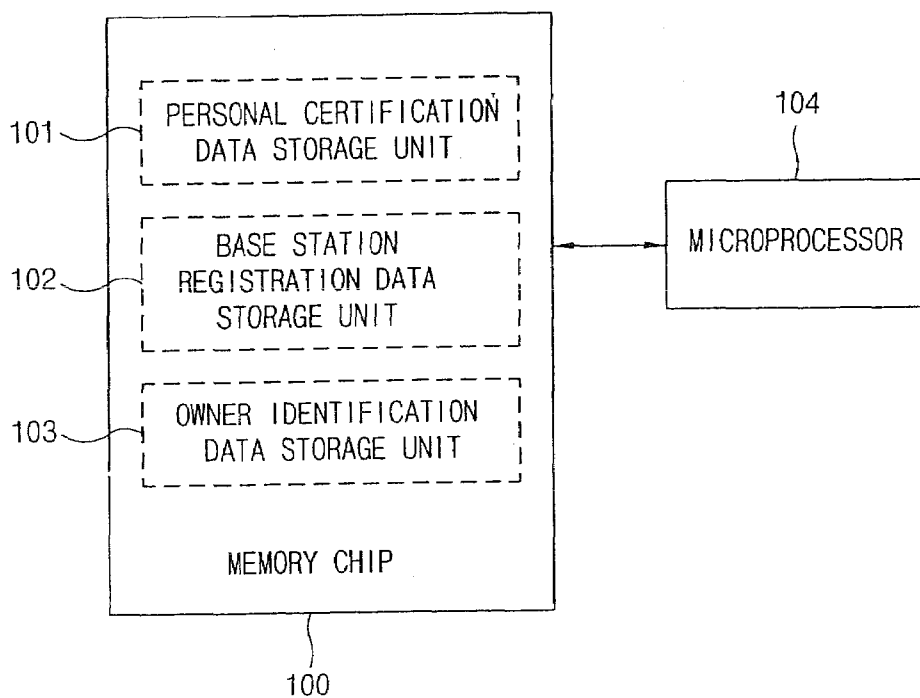 101
PERSONAL CERTIFICATION
DATA STORAGE UNIT
104
MICROPROCESSOR
102
BASE STATION
REGISTRATION DATA
STORAGE UNIT
103
OWNER IDENTIFICATION
DATA STORAGE UNIT
MEMORY CHIP
100